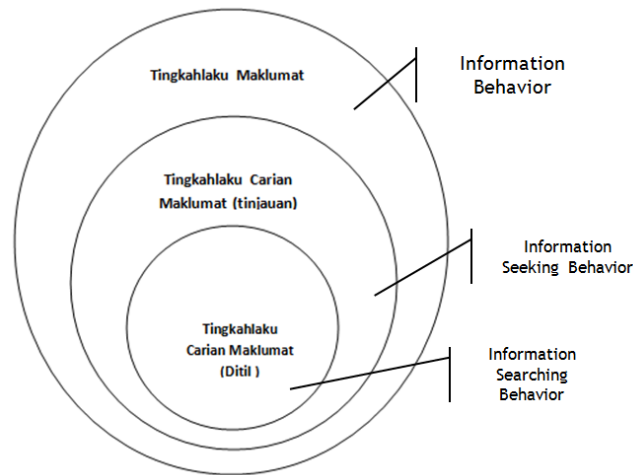 Tingkahlaku Maklumat
Information
Behavior
Tingkahlaku Carian
Maklumat (tinjauan)
Information
Seeking Behavior
Tingkahlaku
Carian Maklumat
(Ditil )
Information
Searching
Behavior